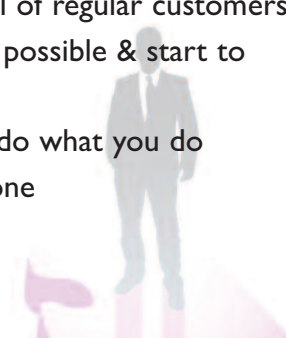 l of regular customers
possible & start to
do what you do
one